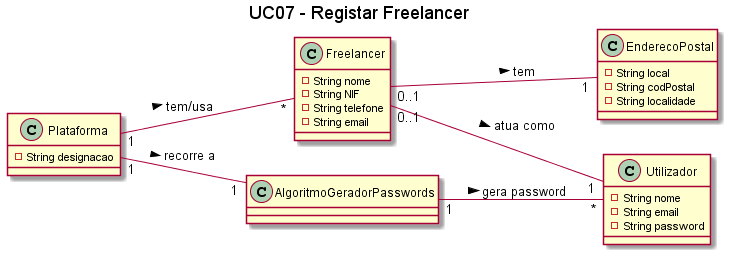 UC07 - Registar Freelancer
C Plataforma
String designacao
C Freelancer
String nome
String NIF
String telefone
String email
C EnderecoPostal
String local
String codPostal
String localidade
C AlgoritmoGeradorPasswords
C Utilizador
String nome
String email
String password
tem/usa
1
*
recorre a
1
1
tem
0..1
1
atua como
0..1
1
gera password
1
*